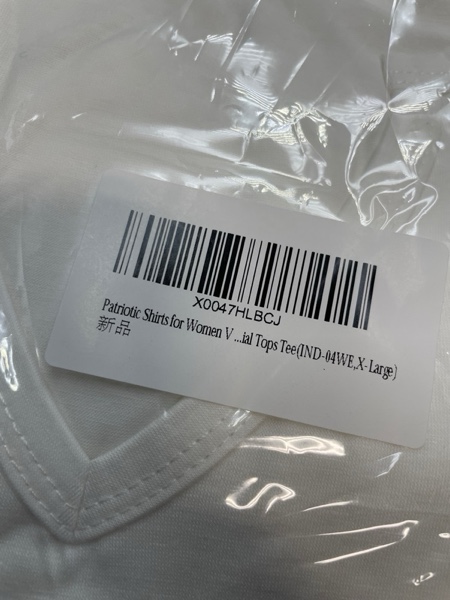 X0047HLBCJ
Patriotic Shirts for Women V ...ial Tops Tee(IND-04WE,X-Large)
新品